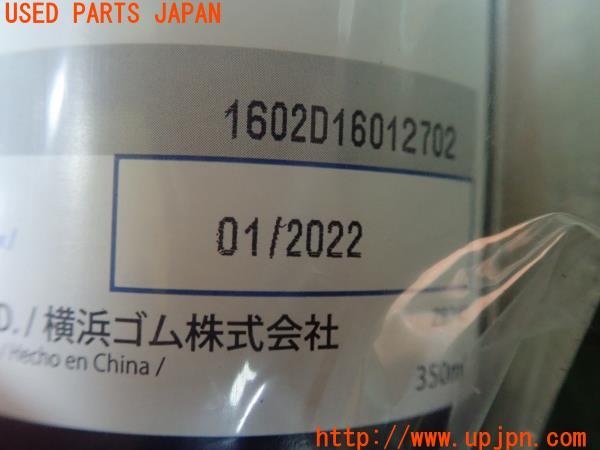 USED PARTS JAPAN
1602D16012702
01/2022
D./横浜ゴム株式会社
/ Hecho en China /
350ml
http://www.upjpn.com